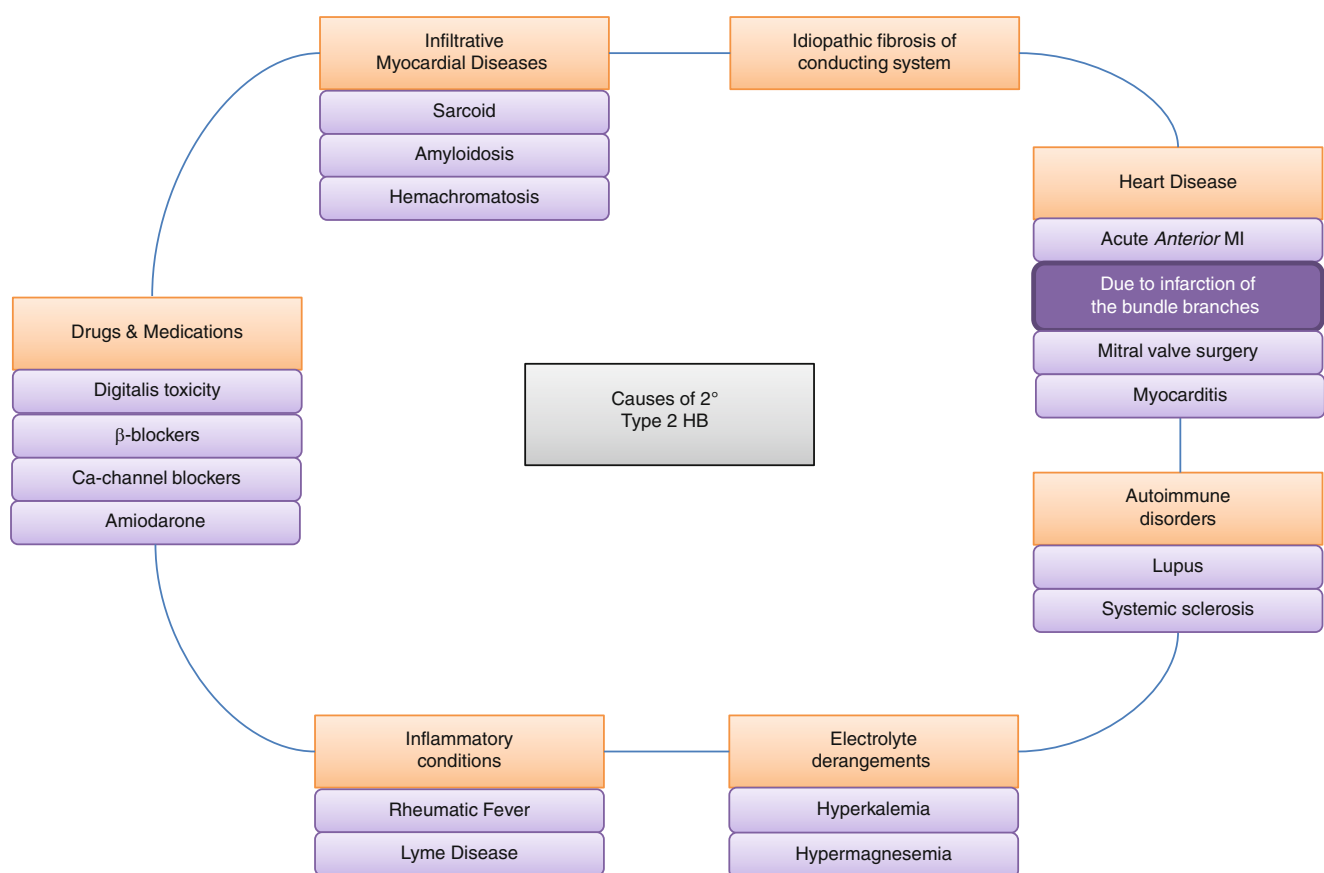 Infiltrative
Myocardial Diseases
Sarcoid
Amyloidosis
Hemachromatosis
Idiopathic fibrosis of
conducting system
Heart Disease
Acute Anterior MI
Due to infarction of
the bundle branches
Mitral valve surgery
Myocarditis
Drugs & Medications
Digitalis toxicity
β-blockers
Ca-channel blockers
Amiodarone
Causes of 2°
Type 2 HB
Autoimmune
disorders
Lupus
Systemic sclerosis
Inflammatory
conditions
Rheumatic Fever
Lyme Disease
Electrolyte
derangements
Hyperkalemia
Hypermagnesemia